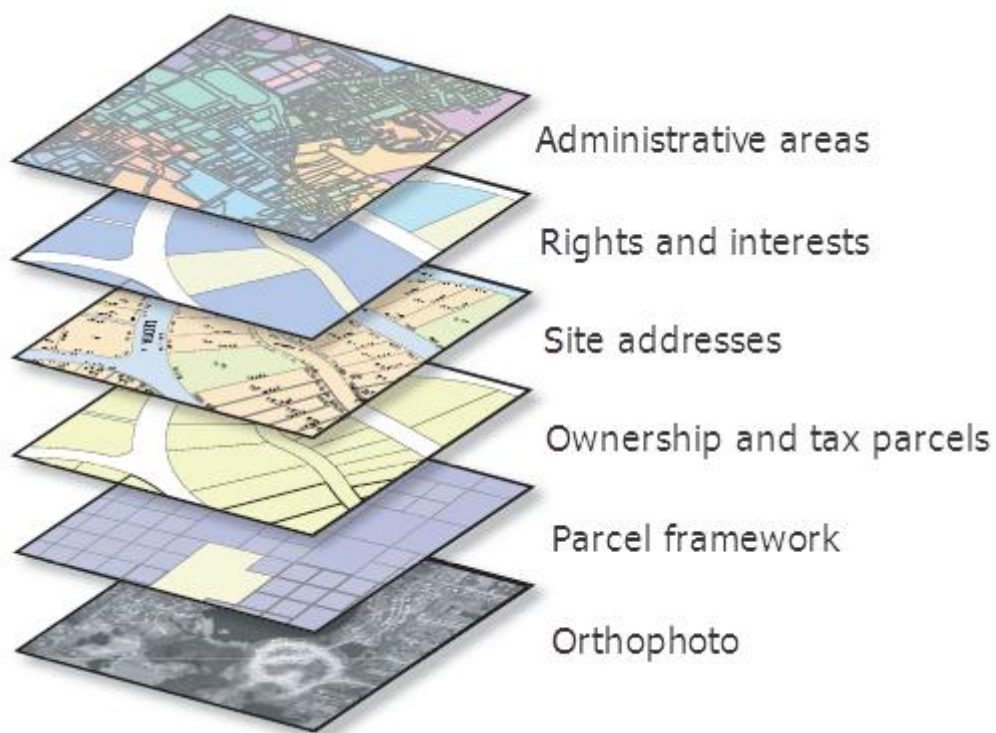 Administrative areas
Rights and interests
Site addresses
Ownership and tax parcels
Parcel framework
Orthophoto